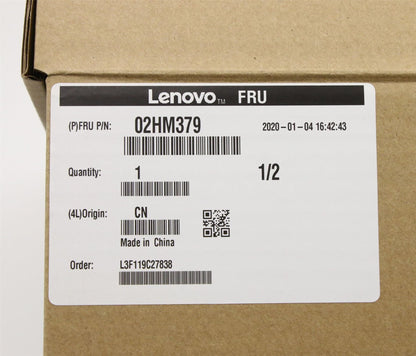 Lenovo™ FRU
(P)FRU P/N: 02HM379 2020-01-04 16:42:43
Quantity: 1 1/2
(4L)Origin: CN
Made in China
Order: L3F119C27838